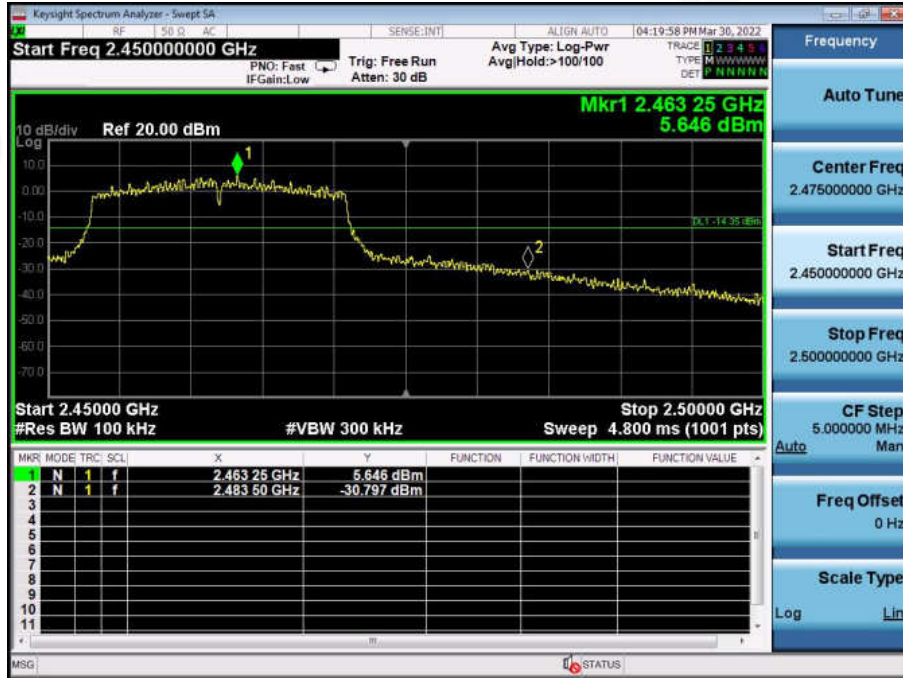 Keysight Spectrum Analyzer - Swept SA
RF 50 Ω AC SENSE:INT ALIGN AUTO 04:19:58 PM Mar 30, 2022
Start Freq 2.450000000 GHz
PNO: Fast
IFGain:Low
Trig: Free Run
Atten: 30 dB
Avg Type: Log-Pwr
Avg|Hold:>100/100
TRACE 1 2 3 4 5 6
TYPE M W W W W W
DET P N N N N N
Mkr1 2.463 25 GHz
5.646 dBm
10 dB/div Ref 20.00 dBm
Log
1
10.0
0.00
-10.0
DL1 -14.35 dBm
-20.0
2
-30.0
-40.0
-50.0
-60.0
-70.0
Start 2.45000 GHz Stop 2.50000 GHz
#Res BW 100 kHz #VBW 300 kHz Sweep 4.800 ms (1001 pts)
MKR MODE TRC SCL X Y FUNCTION FUNCTION WIDTH FUNCTION VALUE
1 N 1 f 2.463 25 GHz 5.646 dBm
2 N 1 f 2.483 50 GHz -30.797 dBm
3
4
5
6
7
8
9
10
11
MSG STATUS
Frequency
Auto Tune
Center Freq
2.475000000 GHz
Start Freq
2.450000000 GHz
Stop Freq
2.500000000 GHz
CF Step
5.000000 MHz
Auto Man
Freq Offset
0 Hz
Scale Type
Log Lin